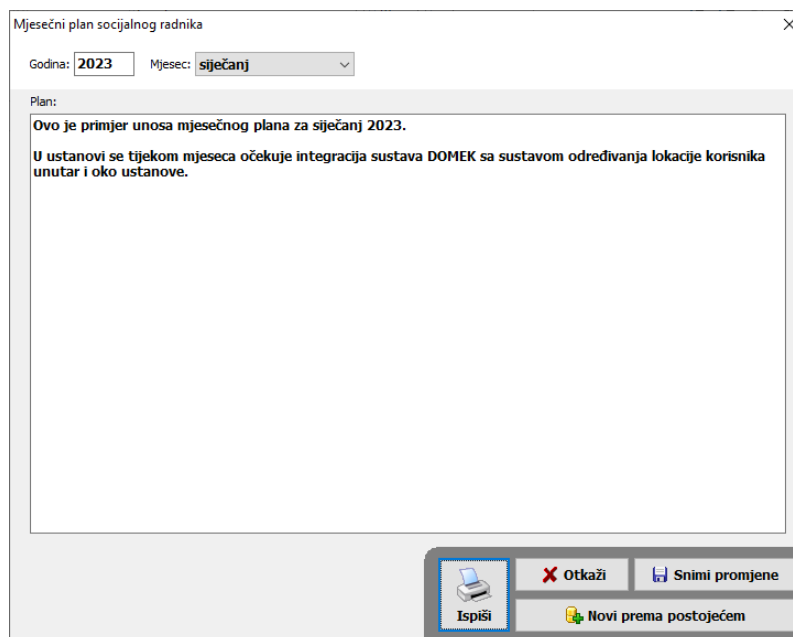 Mjesečni plan socijalnog radnika
Godina: 2023 Mjesec: siječanj
Plan:
Ovo je primjer unosa mjesečnog plana za siječanj 2023.
U ustanovi se tijekom mjeseca očekuje integracija sustava DOMEK sa sustavom određivanja lokacije korisnika
unutar i oko ustanove.
Otkaži Snimi promjene
Ispiši Novi prema postojećem